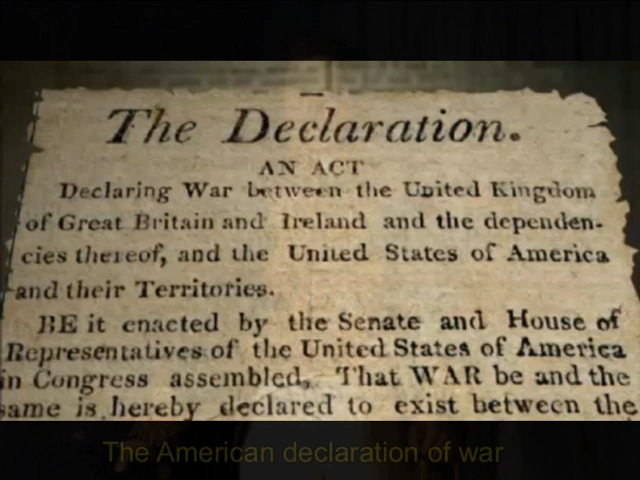 The Declaration.
AN ACT
Declaring War between the United Kingdom
of Great Britain and Ireland and the dependen-
cies thereof, and the United States of America
and their Territories.
BE it enacted by the Senate and House of
Representatives of the United States of America
in Congress assembled, That WAR be and the
same is hereby declared to exist between the
The American declaration of war